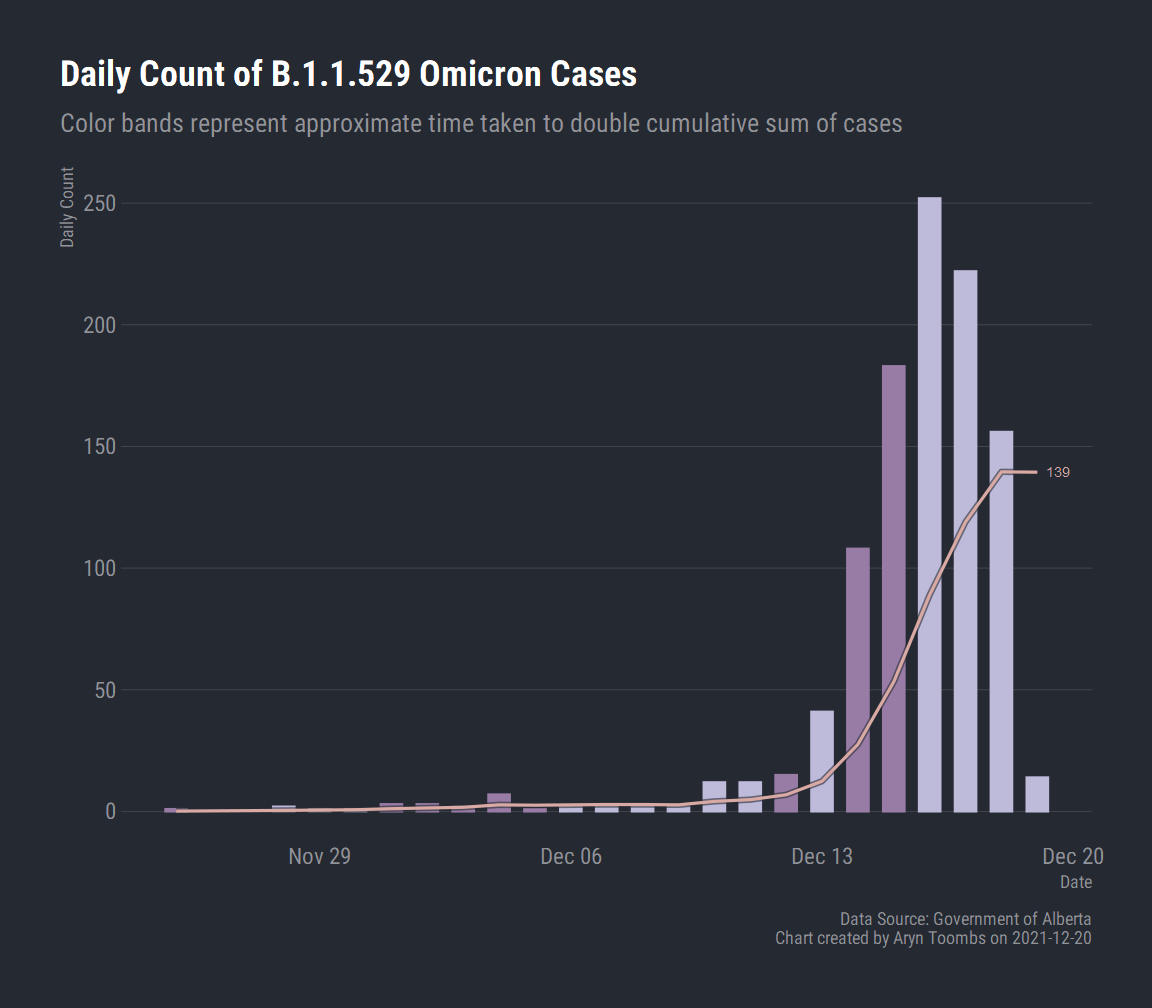 Daily Count of B.1.1.529 Omicron Cases
Color bands represent approximate time taken to double cumulative sum of cases
Daily Count
250
200
150
139
100
50
0
Nov 29 Dec 06 Dec 13 Dec 20
Date
Data Source: Government of Alberta
Chart created by Aryn Toombs on 2021-12-20